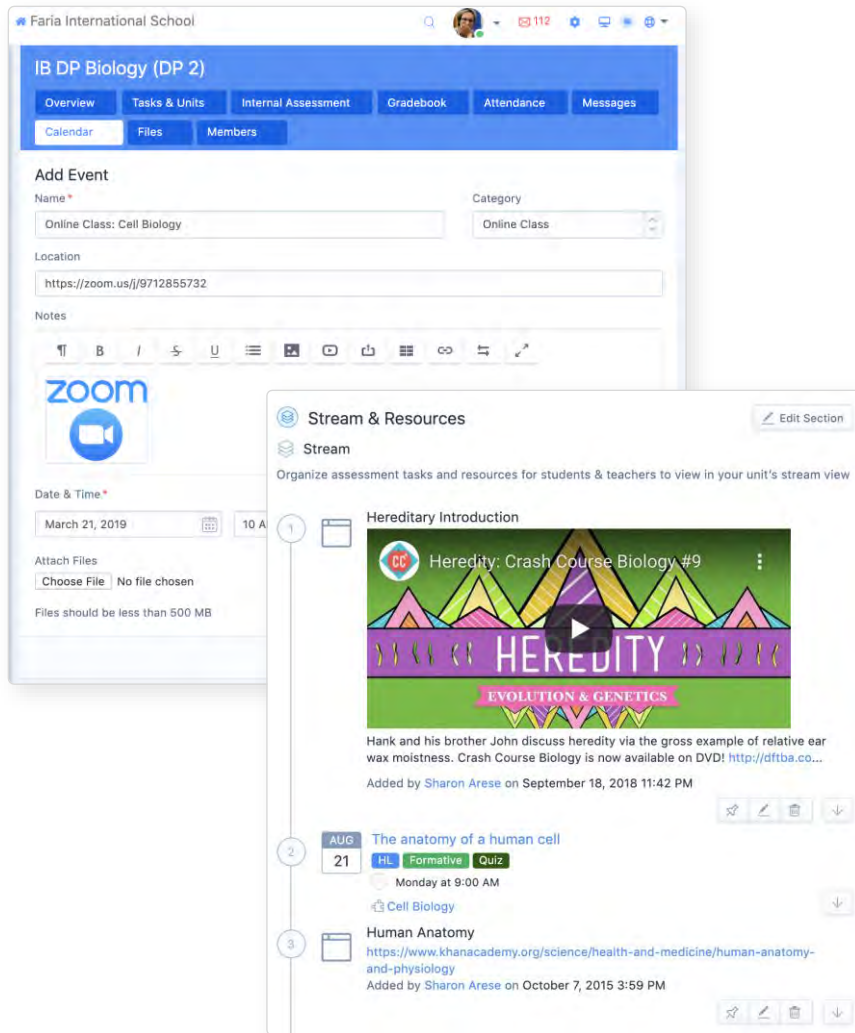 Faria International School
112
IB DP Biology (DP 2)
Overview
Tasks & Units
Internal Assessment
Gradebook
Attendance
Messages
Calendar
Files
Members
Add Event
Name *
Category
Online Class: Cell Biology
Online Class
Location
https://zoom.us/j/9712855732
Notes
¶ B I S U
zoom
Date & Time *
March 21, 2019
10 A
Attach Files
Choose File No file chosen
Files should be less than 500 MB
Stream & Resources
Edit Section
Stream
Organize assessment tasks and resources for students & teachers to view in your unit's stream view
1
Hereditary Introduction
CC
Heredity: Crash Course Biology #9
HEREDITY
EVOLUTION & GENETICS
Hank and his brother John discuss heredity via the gross example of relative ear
wax moistness. Crash Course Biology is now available on DVD! http://dftba.co...
Added by Sharon Arese on September 18, 2018 11:42 PM
2
AUG
21
The anatomy of a human cell
HL Formative Quiz
Monday at 9:00 AM
Cell Biology
3
Human Anatomy
https://www.khanacademy.org/science/health-and-medicine/human-anatomy-
and-physiology
Added by Sharon Arese on October 7, 2015 3:59 PM